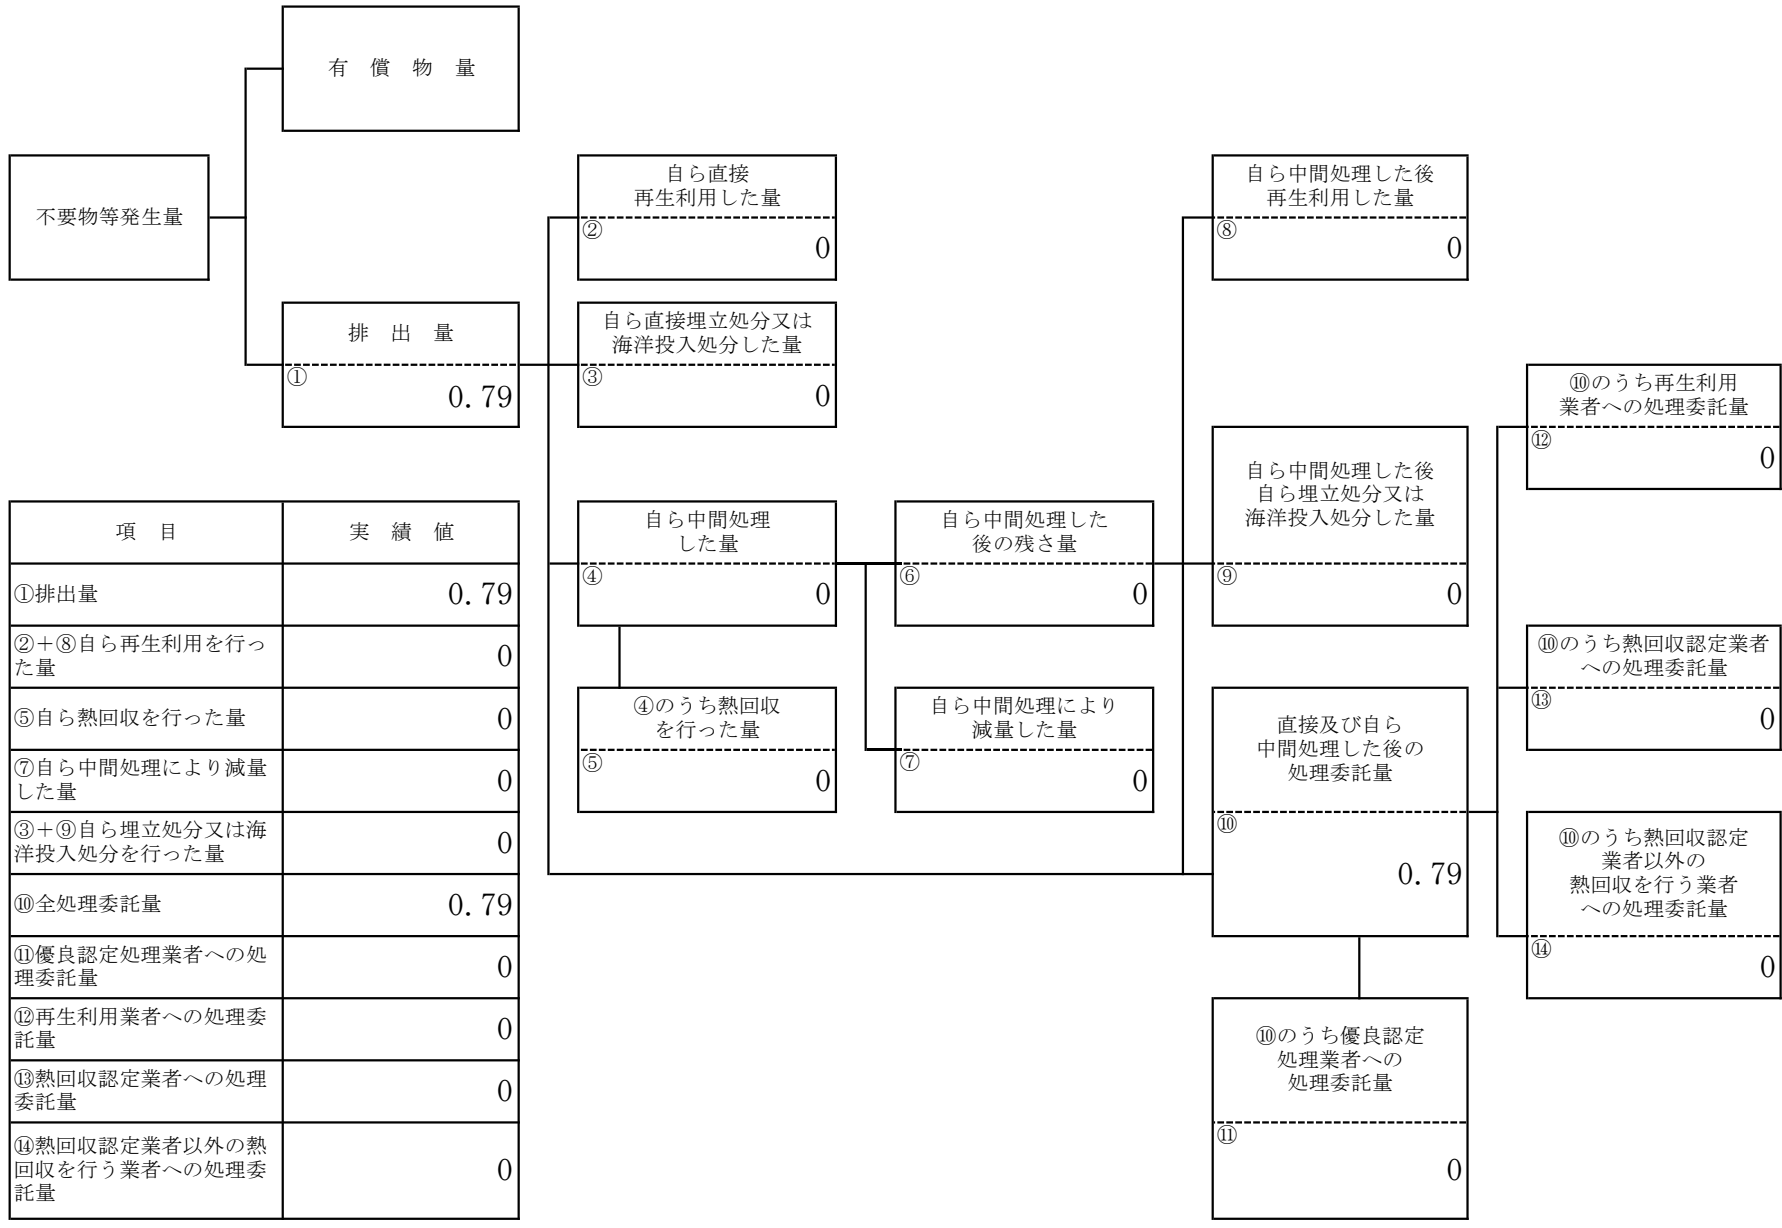 有 償 物 量
不要物等発生量
排 出 量
①
0.79
自ら直接
再生利用した量
②
0
自ら直接埋立処分又は
海洋投入処分した量
③
0
自ら中間処理
した量
④
0
④のうち熱回収
を行った量
⑤
0
自ら中間処理した
後の残さ量
⑥
0
自ら中間処理により
減量した量
⑦
0
自ら中間処理した後
再生利用した量
⑧
0
自ら中間処理した後
自ら埋立処分又は
海洋投入処分した量
⑨
0
直接及び自ら
中間処理した後の
処理委託量
⑩
0.79
⑩のうち優良認定
処理業者への
処理委託量
⑪
0
⑩のうち再生利用
業者への処理委託量
⑫
0
⑩のうち熱回収認定業者
への処理委託量
⑬
0
⑩のうち熱回収認定
業者以外の
熱回収を行う業者
への処理委託量
⑭
0
項 目
実 績 値
①排出量
0.79
②+⑧自ら再生利用を行っ
た量
0
⑤自ら熱回収を行った量
0
⑦自ら中間処理により減量
した量
0
③+⑨自ら埋立処分又は海
洋投入処分を行った量
0
⑩全処理委託量
0.79
⑪優良認定処理業者への処
理委託量
0
⑫再生利用業者への処理委
託量
0
⑬熱回収認定業者への処理
委託量
0
⑭熱回収認定業者以外の熱
回収を行う業者への処理委
託量
0